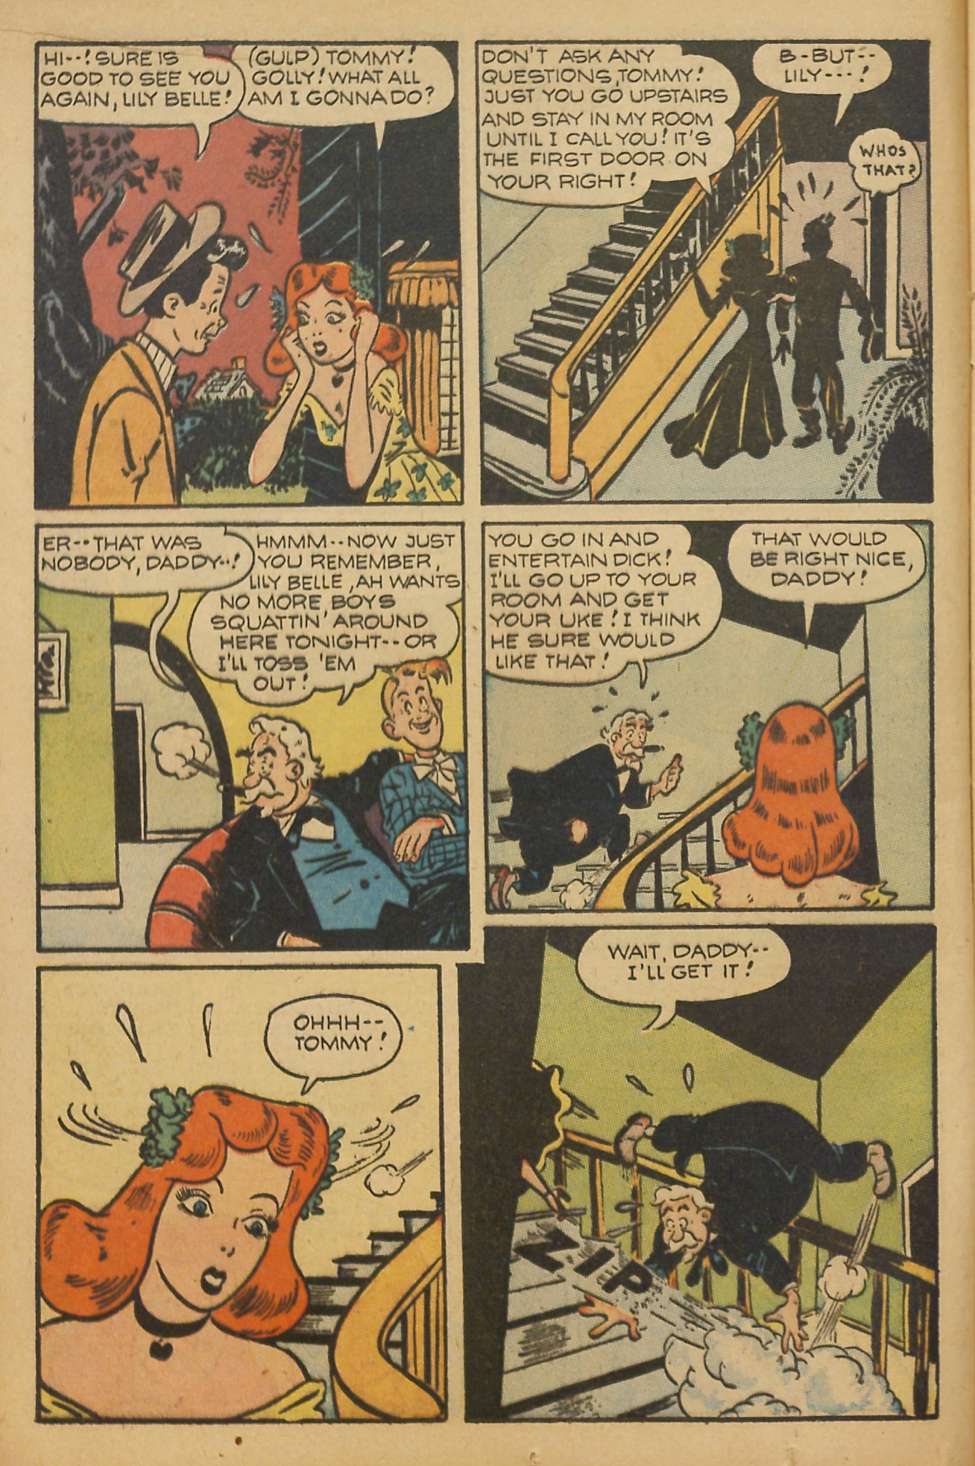 HI--! SURE IS
GOOD TO SEE YOU
AGAIN, LILY BELLE!
(GULP) TOMMY!
GOLLY! WHAT ALL
AM I GONNA DO?
DON'T ASK ANY
QUESTIONS, TOMMY!
JUST YOU GO UPSTAIRS
AND STAY IN MY ROOM
UNTIL I CALL YOU! IT'S
THE FIRST DOOR ON
YOUR RIGHT!
B-BUT--
LILY---!
WHOS
THAT?
ER--THAT WAS
NOBODY, DADDY--!
HMMM--NOW JUST
YOU REMEMBER,
LILY BELLE, AH WANTS
NO MORE BOYS
SQUATTIN' AROUND
HERE TONIGHT--OR
I'LL TOSS 'EM
OUT!
YOU GO IN AND
ENTERTAIN DICK!
I'LL GO UP TO YOUR
ROOM AND GET
YOUR UKE! I THINK
HE SURE WOULD
LIKE THAT!
THAT WOULD
BE RIGHT NICE,
DADDY!
OHHH--
TOMMY!
WAIT, DADDY--
I'LL GET IT!
ZIP